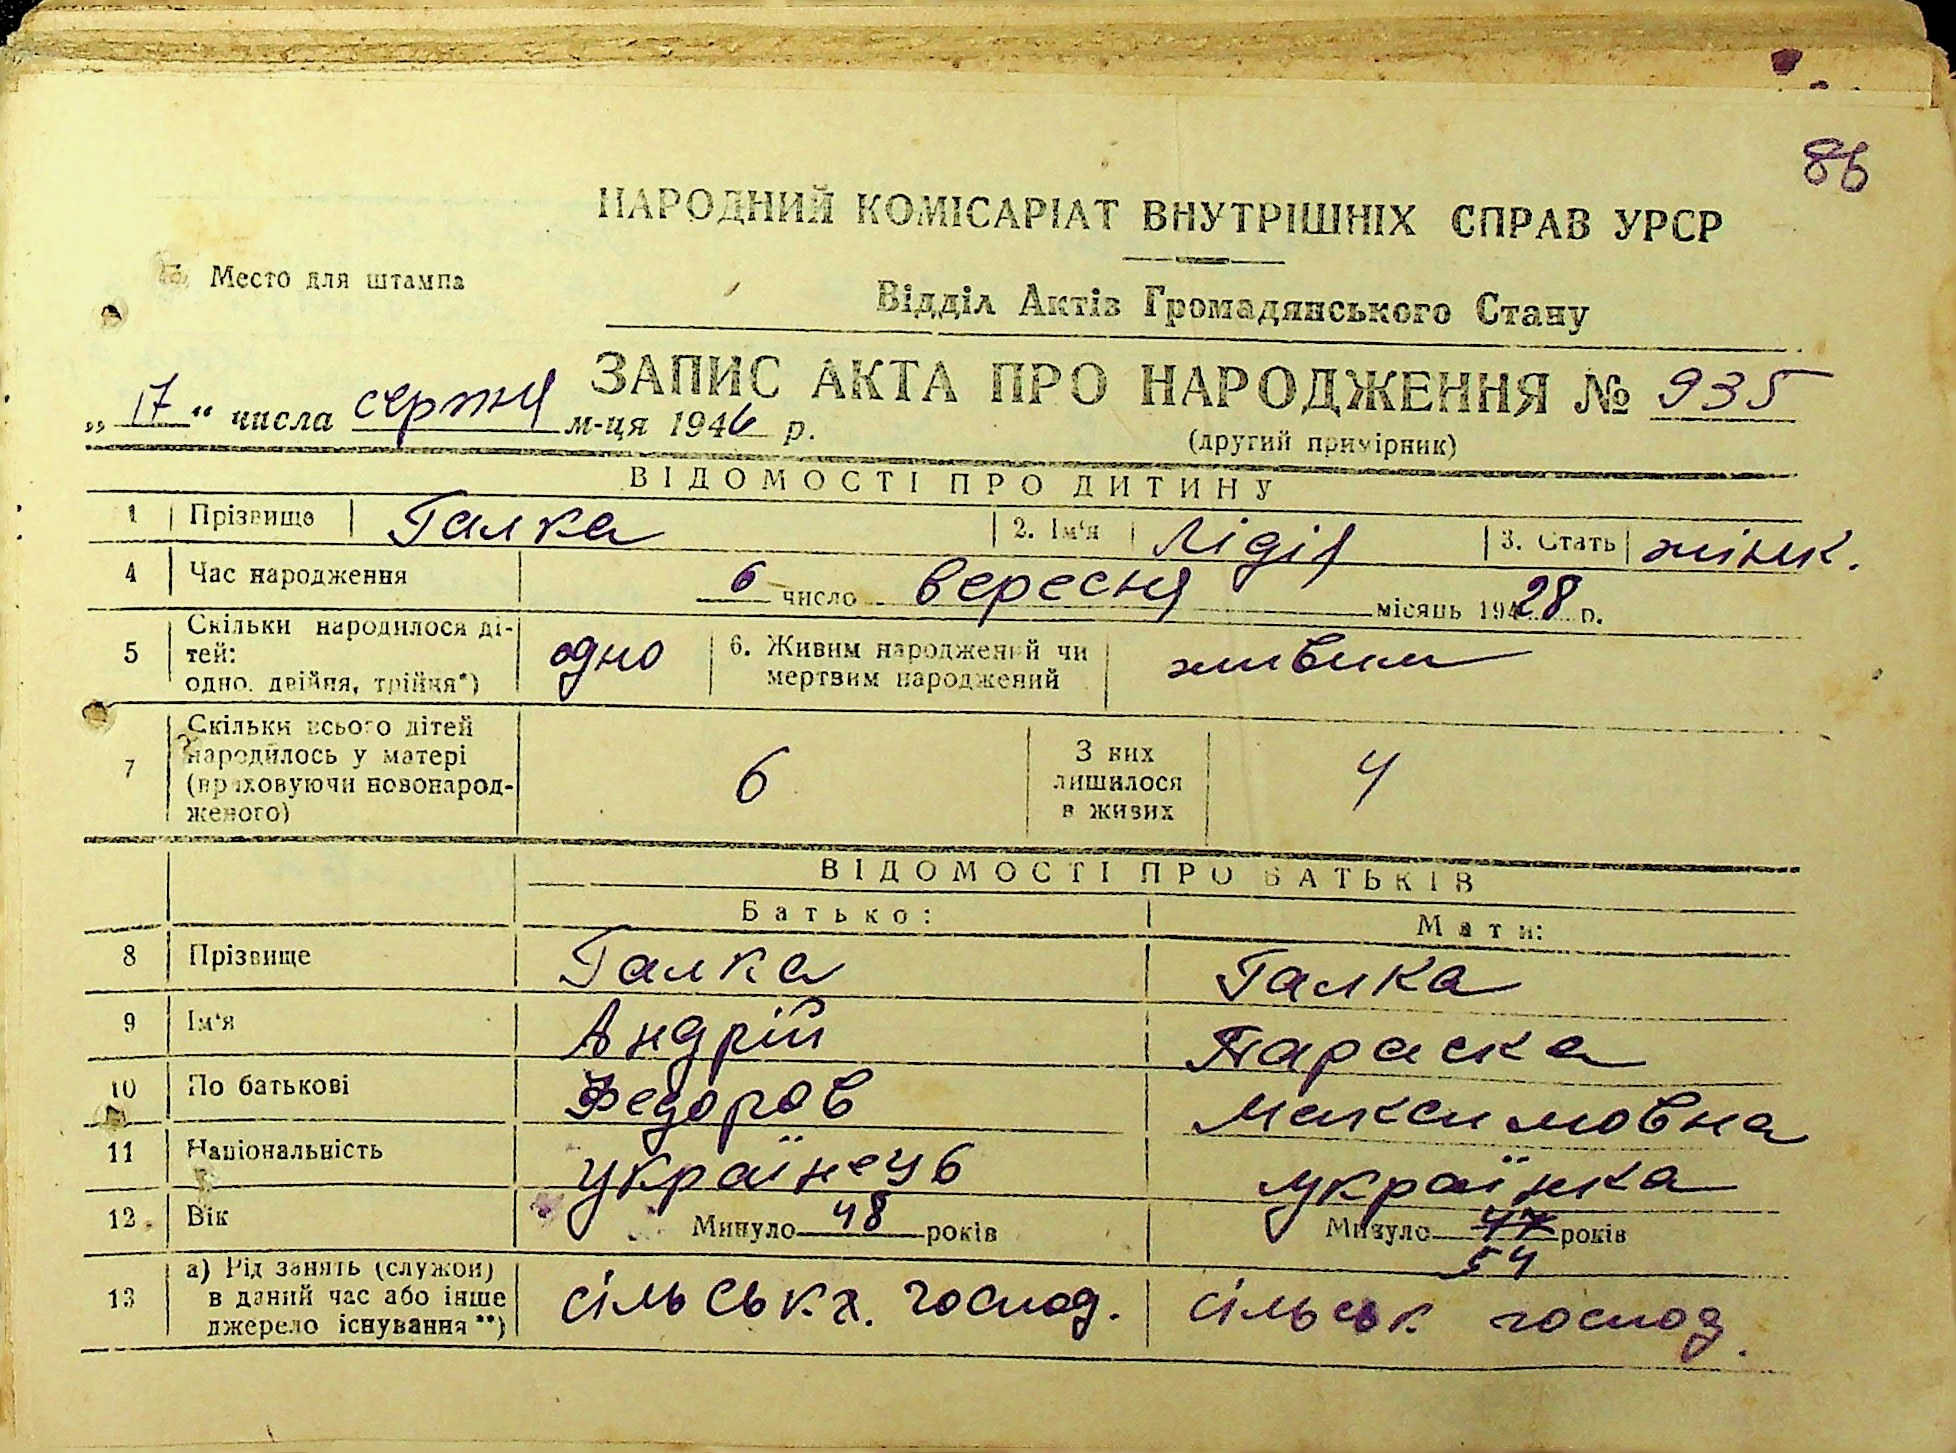 86
НАРОДНИЙ КОМІСАРІАТ ВНУТРІШНІХ СПРАВ УРСР
Место для штампа
Відділ Актів Громадянського Стану
ЗАПИС АКТА ПРО НАРОДЖЕННЯ № 935
„ 17 “ числа серпня м-ця 1946 р.
(другий примірник)
ВІДОМОСТІ ПРО ДИТИНУ
1 Прізвище Галка 2. Ім‘я Лідія 3. Стать жінк.
4 Час народження 6 число вересня місяць 1928 р.
5 Скільки народилося ді-
тей:
одно, двійня, трійня*) одно 6. Живим народжений чи
мертвим народжений живим
7 Скільки всього дітей
народилось у матері
(враховуючи новонарод-
женого) 6 З них
лишилося
в живих 4
ВІДОМОСТІ ПРО БАТЬКІВ
Батько: Мати:
8 Прізвище Галка Галка
9 Ім‘я Андрій Параска
10 По батькові Федоров Максимовна
11 Національність українець українка
12 Вік Минуло 48 років Минуло 47 років
54
13 а) Рід занять (служби)
в даний час або інше
джерело існування **) сільськ. господ. сільськ господ.